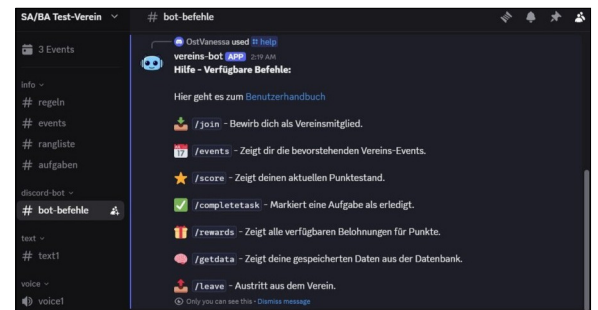 SA/BA Test-Verein
# bot-befehle
3 Events
info
# regeln
# events
# rangliste
# aufgaben
discord-bot
# bot-befehle
text
# text1
voice
voice1
OstVanessa used help
vereins-bot APP 2:19 AM
Hilfe - Verfügbare Befehle:
Hier geht es zum Benutzerhandbuch
/join - Bewirb dich als Vereinsmitglied.
17 /events - Zeigt dir die bevorstehenden Vereins-Events.
/score - Zeigt deinen aktuellen Punktestand.
/completetask - Markiert eine Aufgabe als erledigt.
/rewards - Zeigt alle verfügbaren Belohnungen für Punkte.
/getdata - Zeigt deine gespeicherten Daten aus der Datenbank.
/leave - Austritt aus dem Verein.
Only you can see this • Dismiss message